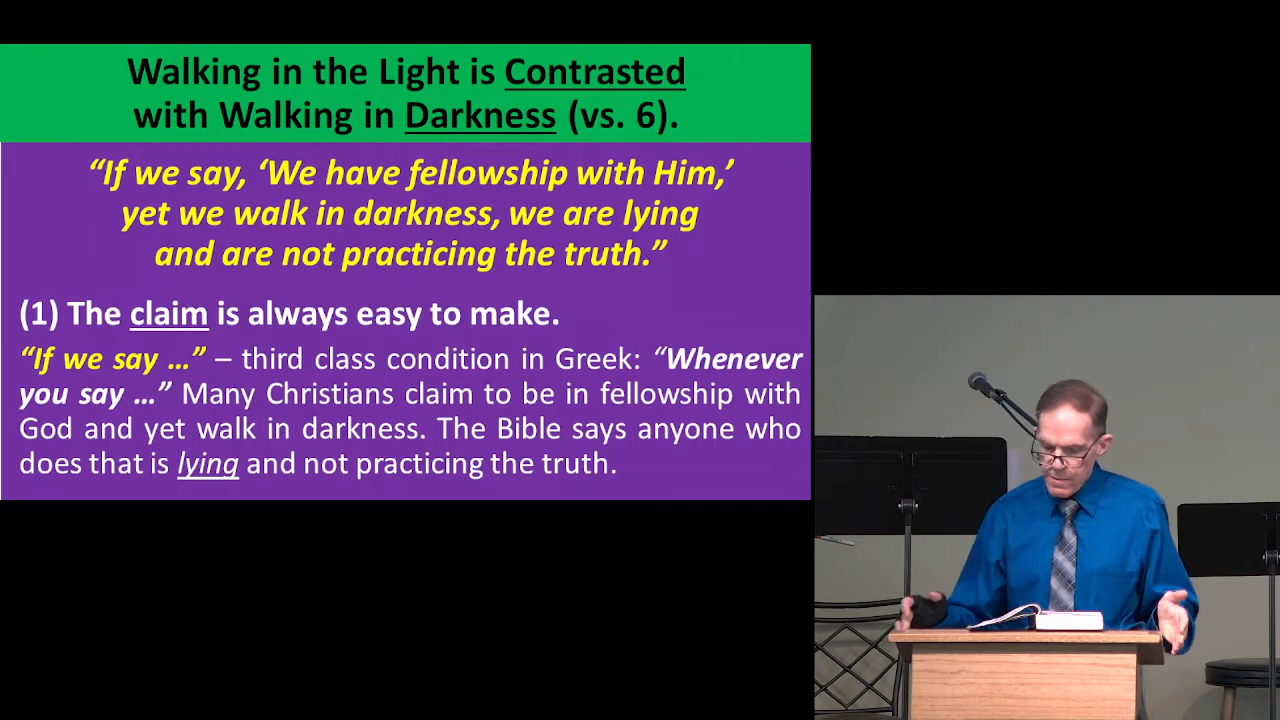 Walking in the Light is Contrasted
with Walking in Darkness (vs. 6).
“If we say, ‘We have fellowship with Him,’
yet we walk in darkness, we are lying
and are not practicing the truth.”
(1) The claim is always easy to make.
“If we say …” – third class condition in Greek: “Whenever
you say …” Many Christians claim to be in fellowship with
God and yet walk in darkness. The Bible says anyone who
does that is lying and not practicing the truth.